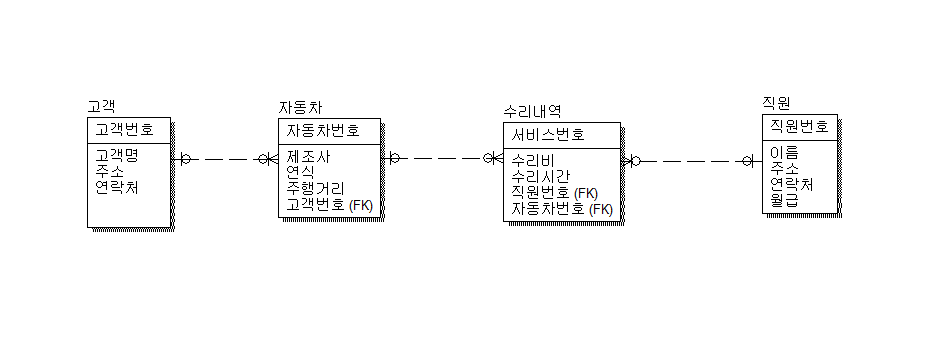 고객
고객번호
고객명
주소
연락처
자동차
자동차번호
제조사
연식
주행거리
고객번호 (FK)
수리내역
서비스번호
수리비
수리시간
직원번호 (FK)
자동차번호 (FK)
직원
직원번호
이름
주소
연락처
월급